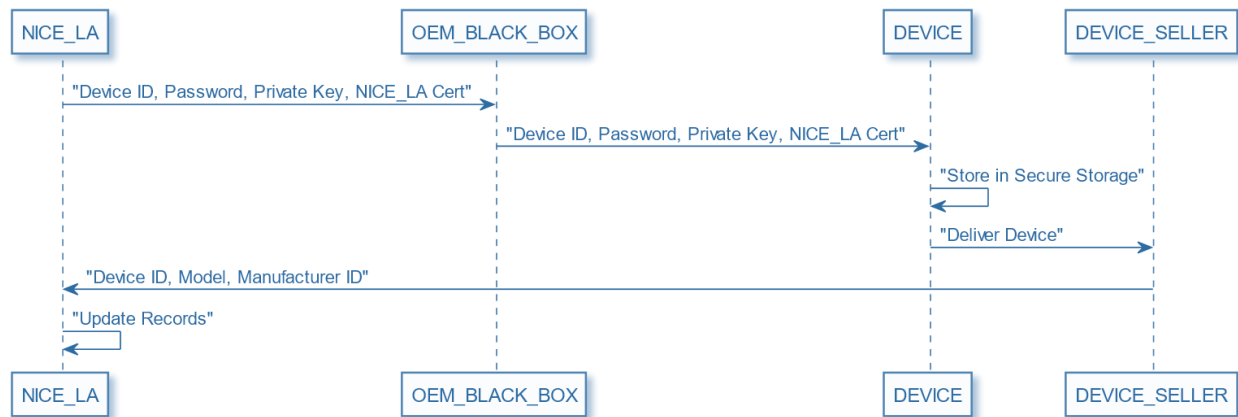 NICE_LA OEM_BLACK_BOX DEVICE DEVICE_SELLER
"Device ID, Password, Private Key, NICE_LA Cert"
"Device ID, Password, Private Key, NICE_LA Cert"
"Store in Secure Storage"
"Deliver Device"
"Device ID, Model, Manufacturer ID"
"Update Records"
NICE_LA OEM_BLACK_BOX DEVICE DEVICE_SELLER